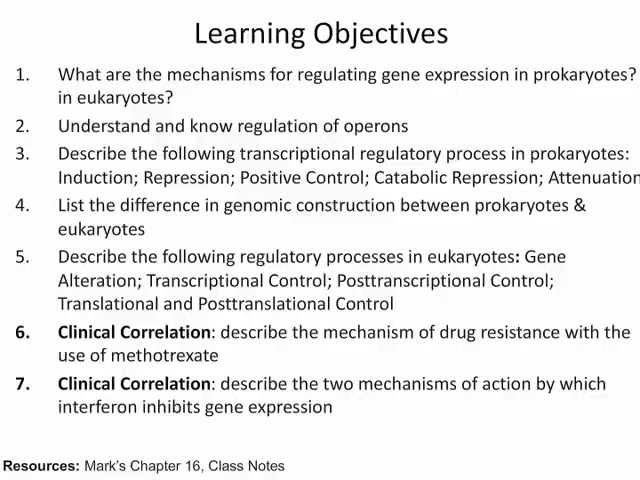 Learning Objectives
1. What are the mechanisms for regulating gene expression in prokaryotes?
in eukaryotes?
2. Understand and know regulation of operons
3. Describe the following transcriptional regulatory process in prokaryotes:
Induction; Repression; Positive Control; Catabolic Repression; Attenuation
4. List the difference in genomic construction between prokaryotes &
eukaryotes
5. Describe the following regulatory processes in eukaryotes: Gene
Alteration; Transcriptional Control; Posttranscriptional Control;
Translational and Posttranslational Control
6. Clinical Correlation: describe the mechanism of drug resistance with the
use of methotrexate
7. Clinical Correlation: describe the two mechanisms of action by which
interferon inhibits gene expression
Resources: Mark's Chapter 16, Class Notes